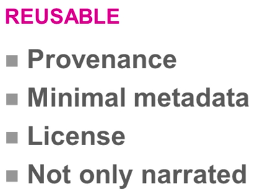 REUSABLE
■ Provenance
■ Minimal metadata
■ License
■ Not only narrated